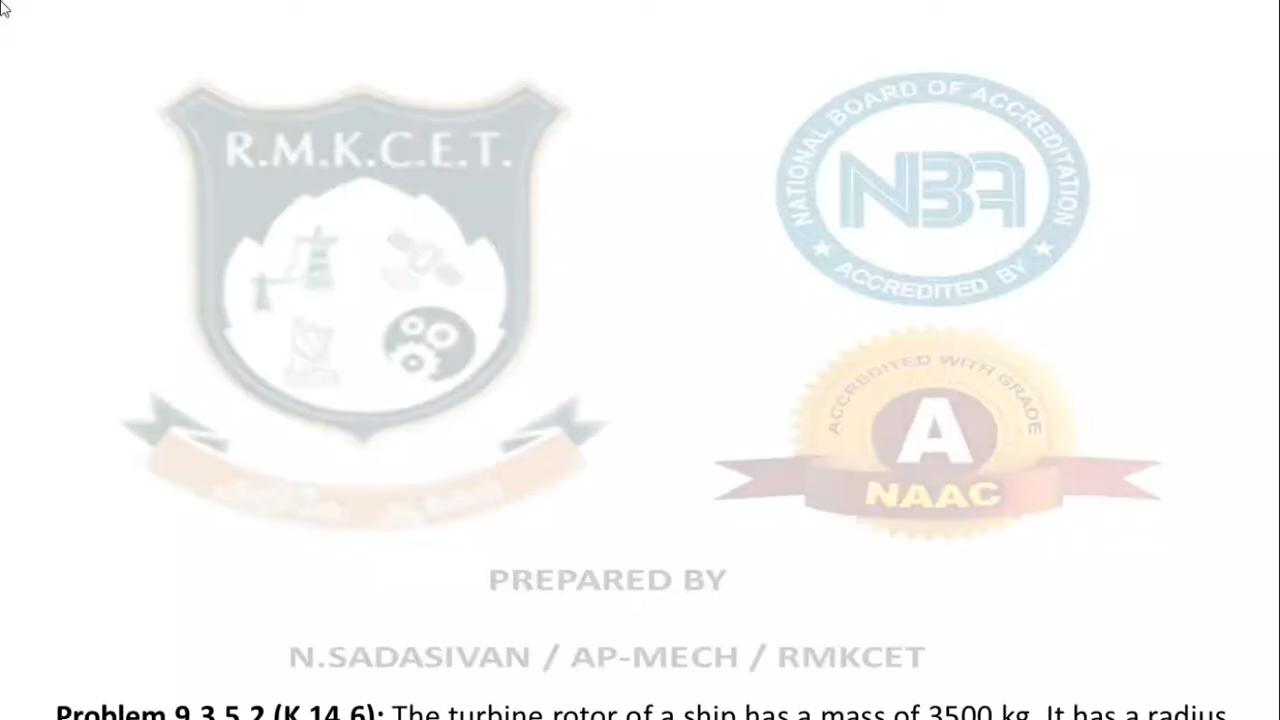 R.M.K.C.E.T.
NATIONAL BOARD OF ACCREDITATION
NBA
ACCREDITED BY
ACCREDITED WITH GRADE
A
NAAC
PREPARED BY
N.SADASIVAN / AP-MECH / RMKCET
Problem 9.3.5.2 (K 14.6): The turbine rotor of a ship has a mass of 3500 kg. It has a radius